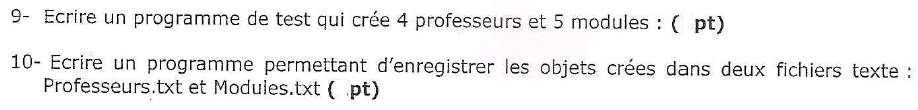 9- Ecrire un programme de test qui crée 4 professeurs et 5 modules : ( pt)
10- Ecrire un programme permettant d'enregistrer les objets crées dans deux fichiers texte :
Professeurs.txt et Modules.txt ( pt)